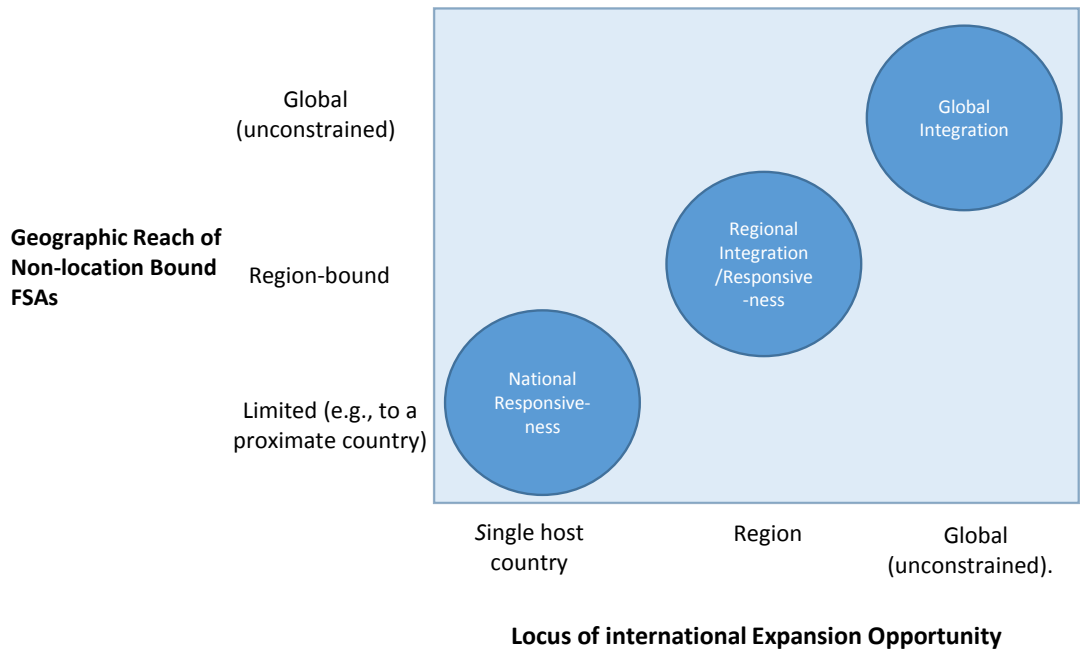 Global
(unconstrained)
Global
Integration
Geographic Reach of
Non-location Bound
FSAs
Region-bound
Regional
Integration
/Responsive
-ness
Limited (e.g., to a
proximate country)
National
Responsive-
ness
Single host
country
Region
Global
(unconstrained).
Locus of international Expansion Opportunity